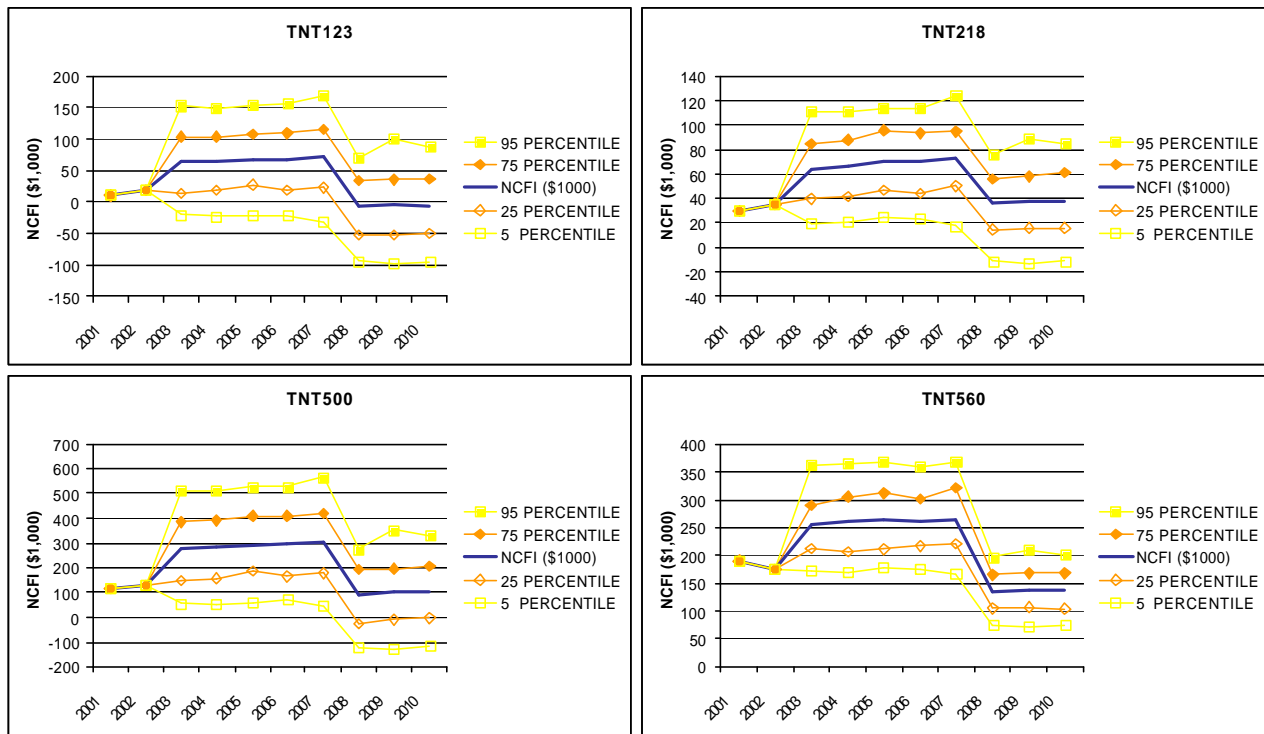 TNT123
NCFI ($1,000)
200
150
100
50
0
-50
-100
-150
2001
2002
2003
2004
2005
2006
2007
2008
2009
2010
95 PERCENTILE
75 PERCENTILE
NCFI ($1000)
25 PERCENTILE
5 PERCENTILE
TNT218
NCFI ($1,000)
140
120
100
80
60
40
20
0
-20
-40
2001
2002
2003
2004
2005
2006
2007
2008
2009
2010
95 PERCENTILE
75 PERCENTILE
NCFI ($1000)
25 PERCENTILE
5 PERCENTILE
TNT500
NCFI ($1,000)
700
600
500
400
300
200
100
0
-100
-200
2001
2002
2003
2004
2005
2006
2007
2008
2009
2010
95 PERCENTILE
75 PERCENTILE
NCFI ($1000)
25 PERCENTILE
5 PERCENTILE
TNT560
NCFI ($1,000)
400
350
300
250
200
150
100
50
0
2001
2002
2003
2004
2005
2006
2007
2008
2009
2010
95 PERCENTILE
75 PERCENTILE
NCFI ($1000)
25 PERCENTILE
5 PERCENTILE